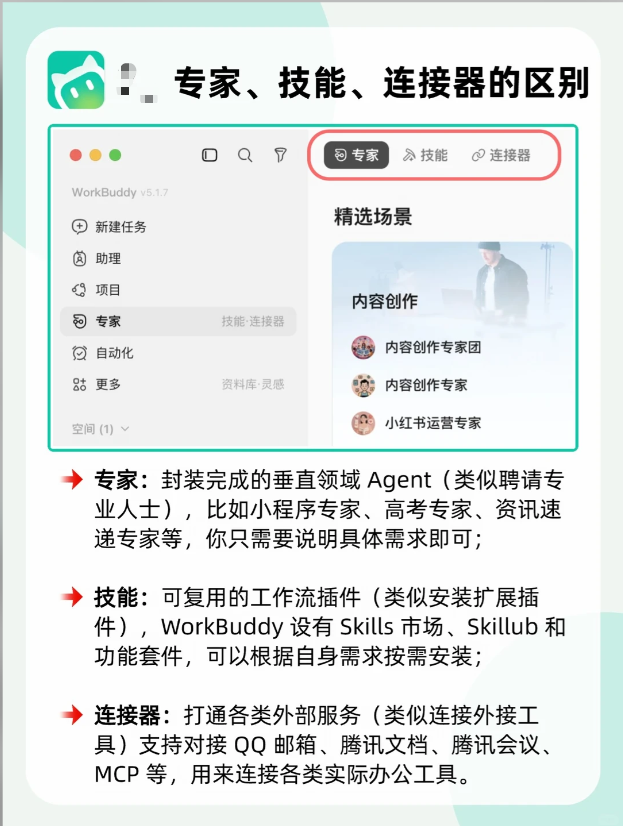 专家、技能、连接器的区别
专家 技能 连接器
WorkBuddy v5.1.7
新建任务
助理
项目
专家 技能·连接器
自动化
更多 资料库·灵感
空间 (1)
精选场景
内容创作
内容创作专家团
内容创作专家
小红书运营专家
专家：封装完成的垂直领域 Agent（类似聘请专
业人士），比如小程序专家、高考专家、资讯速
递专家等，你只需要说明具体需求即可；
技能：可复用的工作流插件（类似安装扩展插
件），WorkBuddy 设有 Skills 市场、Skillub 和
功能套件，可以根据自身需求按需安装；
连接器：打通各类外部服务（类似连接外接工
具）支持对接 QQ 邮箱、腾讯文档、腾讯会议、
MCP 等，用来连接各类实际办公工具。